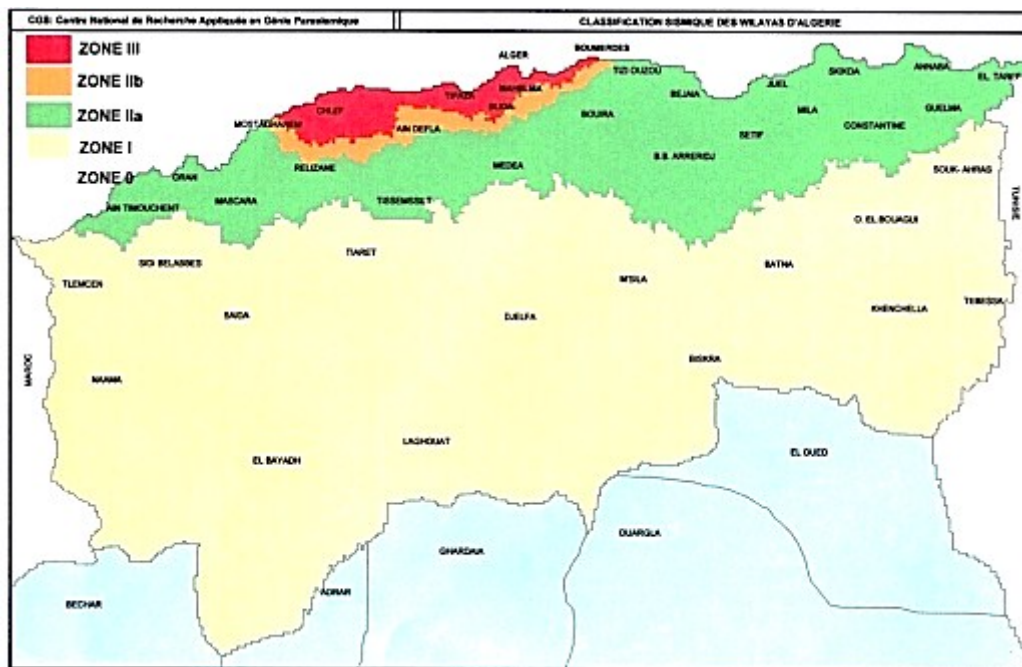 CGS: Centre National de Recherche Appliquée en Génie Parasismique
CLASSIFICATION SISMIQUE DES WILAYAS D'ALGERIE
ZONE III
ZONE IIb
ZONE IIa
ZONE I
ZONE 0
ALGER
BOUMERDES
TIZI OUZOU
BEJAIA
JIJEL
SKIKDA
ANNABA
EL TARF
CHLEF
TIPAZA
BLIDA
MOSTAGHANEM
AIN DEFLA
BOUIRA
SETIF
MILA
CONSTANTINE
GUELMA
ORAN
RELIZANE
MEDEA
B.B. ARRERIDJ
SOUK- AHRAS
AIN TIMOUCHENT
MASCARA
TISSEMSILT
TUNISIE
O. EL BOUAGUI
TLEMCEN
SIDI BELABBES
TIARET
M'SILA
BATNA
SAIDA
DJELFA
KHENCHELLA
TEBESSA
MAROC
NAAMA
BISKRA
EL BAYADH
LAGHOUAT
EL OUED
GHARDAIA
OUARGLA
BECHAR
ADRAR